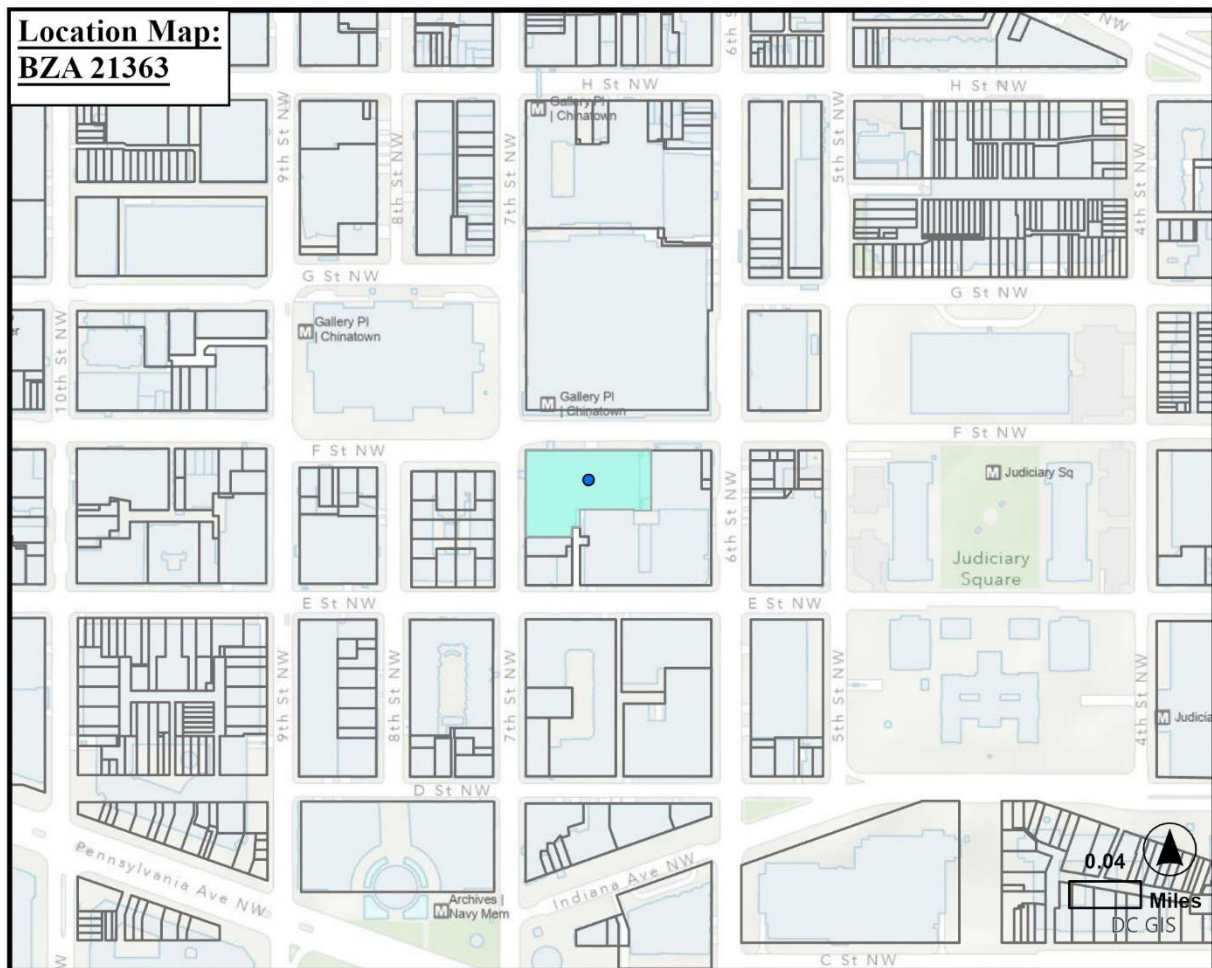 Location Map:
BZA 21363
6th St
NW
H St NW
H St NW
Gallery Pl
| Chinatown
9th St NW
8th St NW
7th St NW
5th St NW
4th St NW
G St NW
G St NW
Gallery Pl
| Chinatown
10th St NW
Gallery Pl
| Chinatown
F St NW
F St NW
Judiciary Sq
6th St NW
Judiciary
Square
E St NW
E St NW
9th St NW
8th St NW
7th St NW
5th St NW
4th St NW
Judicia
D St NW
Pennsylvania Ave NW
Indiana Ave NW
Archives |
Navy Mem
0.04
Miles
DC GIS
C St NW